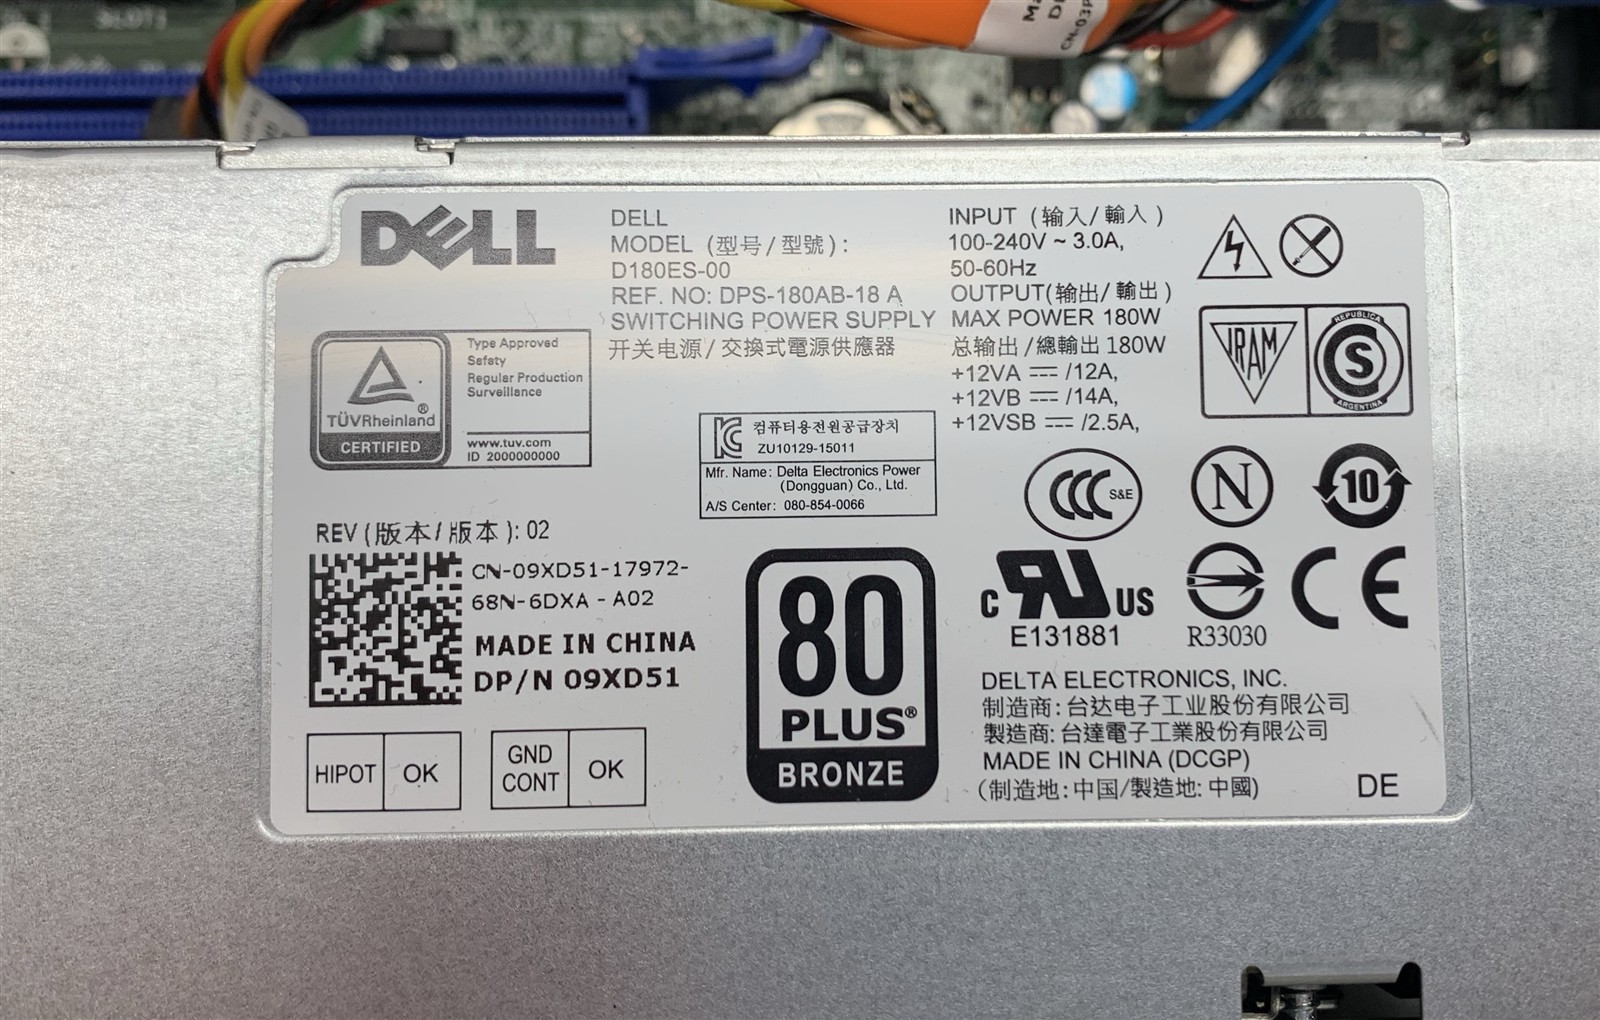 SLOT1
CN-03P
DELL
DELL
MODEL (型号/型號):
D180ES-00
REF. NO: DPS-180AB-18 A
SWITCHING POWER SUPPLY
开关电源/交換式電源供應器
INPUT (输入/輸入)
100-240V ~ 3.0A,
50-60Hz
OUTPUT(输出/輸出)
MAX POWER 180W
总输出/總輸出 180W
+12VA ⎓ /12A,
+12VB ⎓ /14A,
+12VSB ⎓ /2.5A,
TÜVRheinland®
CERTIFIED
Type Approved
Safety
Regular Production
Surveillance
www.tuv.com
ID 2000000000
컴퓨터용전원공급장치
ZU10129-15011
Mfr. Name: Delta Electronics Power
(Dongguan) Co., Ltd.
A/S Center: 080-854-0066
IRAM
REPUBLICA
S
ARGENTINA
CCC S&E
N
10
REV (版本/版本): 02
CN-09XD51-17972-
68N-6DXA - A02
MADE IN CHINA
DP/N 09XD51
HIPOT OK
GND CONT OK
80
PLUS®
BRONZE
c RU US
E131881
R33030
CE
DELTA ELECTRONICS, INC.
制造商: 台达电子工业股份有限公司
製造商: 台達電子工業股份有限公司
MADE IN CHINA (DCGP)
(制造地: 中国/製造地: 中國)
DE